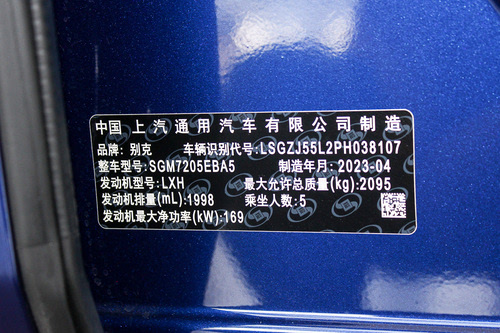 中国 上汽通用汽车有限公司制造
品牌: 别克 车辆识别代号:LSGZJ55L2PH038107
整车型号:SGM7205EBA5 制造年月:2023-04
发动机型号:LXH 最大允许总质量(kg):2095
发动机排量(mL):1998 乘坐人数:5
发动机最大净功率(kW):169